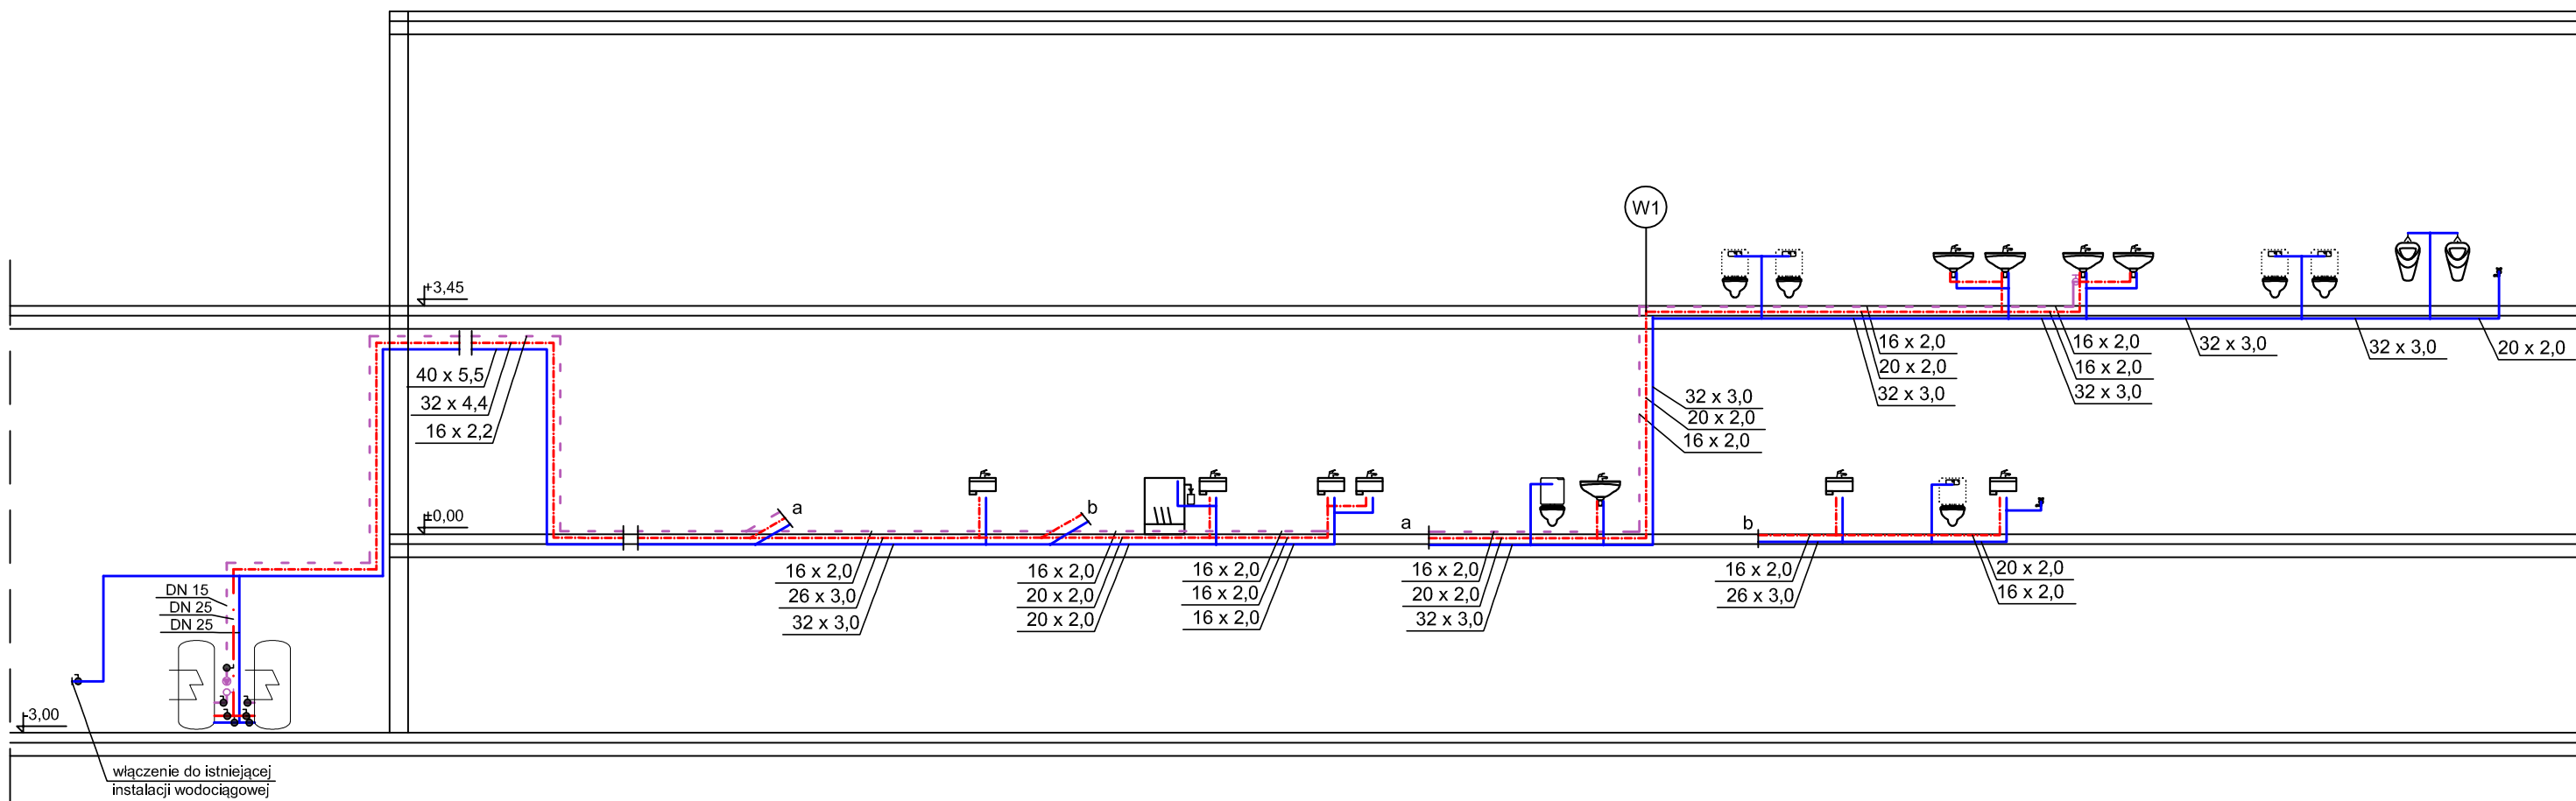 W1
+3,45
40 x 5,5
32 x 4,4
16 x 2,2
16 x 2,0
20 x 2,0
32 x 3,0
16 x 2,0
16 x 2,0
32 x 3,0
32 x 3,0
32 x 3,0
20 x 2,0
32 x 3,0
20 x 2,0
16 x 2,0
±0,00
a
b
a
b
16 x 2,0
26 x 3,0
32 x 3,0
16 x 2,0
20 x 2,0
20 x 2,0
16 x 2,0
16 x 2,0
16 x 2,0
16 x 2,0
20 x 2,0
32 x 3,0
16 x 2,0
26 x 3,0
20 x 2,0
16 x 2,0
DN 15
DN 25
DN 25
-3,00
włączenie do istniejącej
instalacji wodociągowej